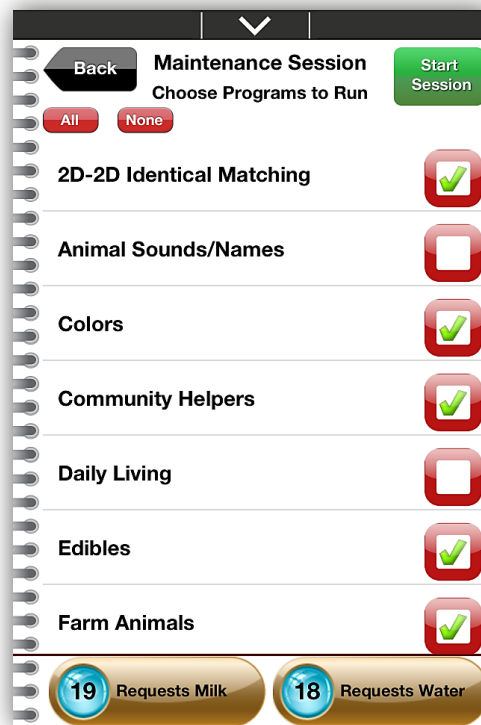 Back
Maintenance Session
Choose Programs to Run
Start
Session
All
None
2D-2D Identical Matching
Animal Sounds/Names
Colors
Community Helpers
Daily Living
Edibles
Farm Animals
19 Requests Milk
18 Requests Water